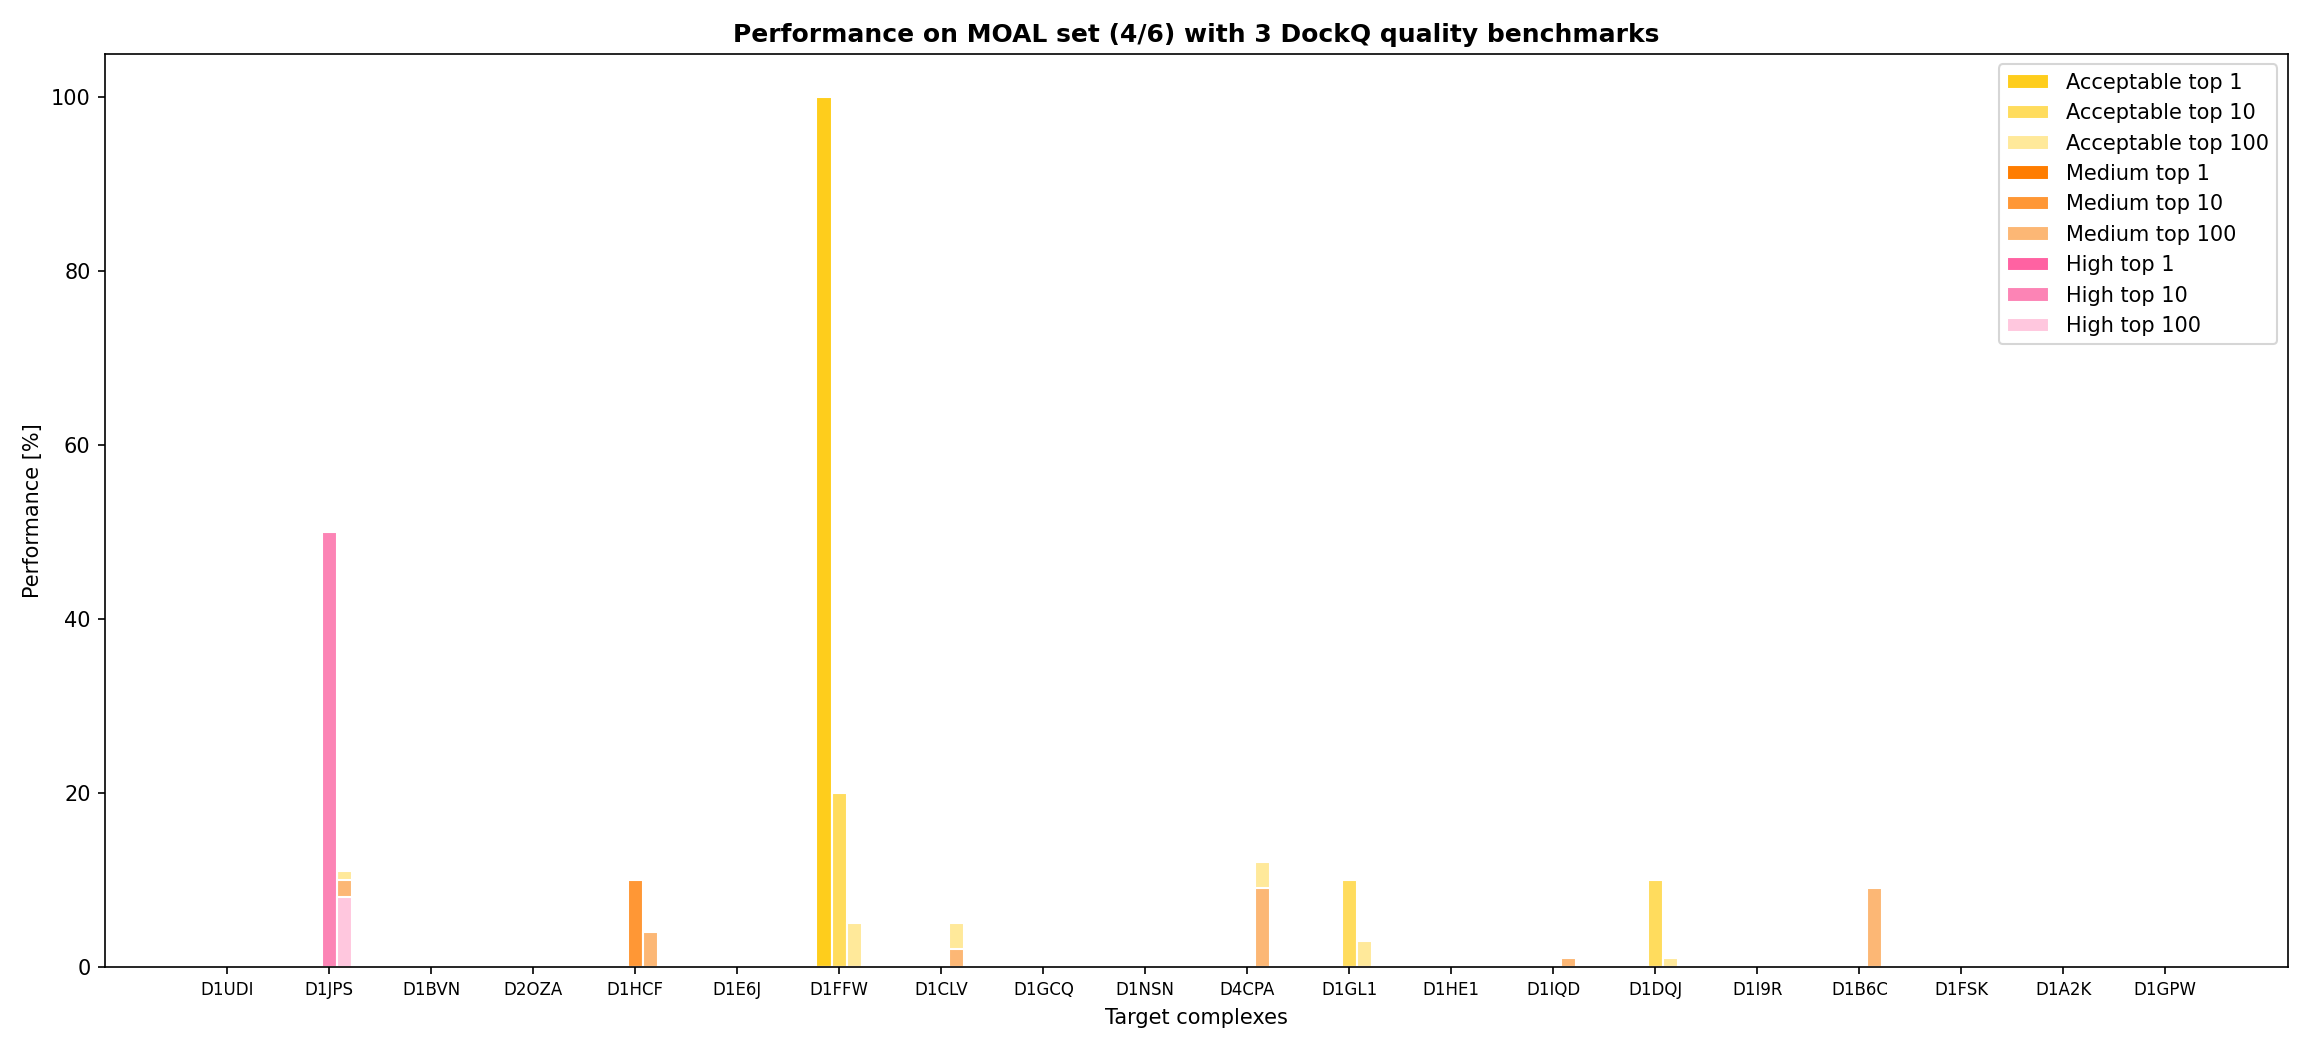 Performance on MOAL set (4/6) with 3 DockQ quality benchmarks
Performance [%]
100
80
60
40
20
0
Acceptable top 1
Acceptable top 10
Acceptable top 100
Medium top 1
Medium top 10
Medium top 100
High top 1
High top 10
High top 100
D1UDI D1JPS D1BVN D2OZA D1HCF D1E6J D1FFW D1CLV D1GCQ D1NSN D4CPA D1GL1 D1HE1 D1IQD D1DQJ D1I9R D1B6C D1FSK D1A2K D1GPW
Target complexes